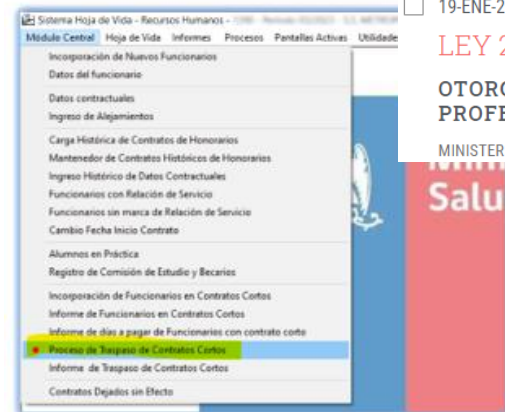 Sistema Hoja de Vida - Recursos Humanos -
Módulo Central Hoja de Vida Informes Procesos Pantallas Activas Utilidade
Incorporación de Nuevos Funcionarios
Datos del funcionario
Datos contractuales
Ingreso de Alejamientos
Carga Histórica de Contratos de Honorarios
Mantenedor de Contratos Históricos de Honorarios
Ingreso Histórico de Datos Contractuales
Funcionarios con Relación de Servicio
Funcionarios sin marca de Relación de Servicio
Cambio Fecha Inicio Contrato
Alumnos en Práctica
Registro de Comisión de Estudio y Becarios
Incorporación de Funcionarios en Contratos Cortos
Informe de Funcionarios en Contratos Cortos
Informe de días a pagar de Funcionarios con contrato corto
Proceso de Traspaso de Contratos Cortos
Informe de Traspaso de Contratos Cortos
Contratos Dejados sin Efecto
19-ENE-2
LEY 2
OTORG
PROFE
MINISTER
Salu